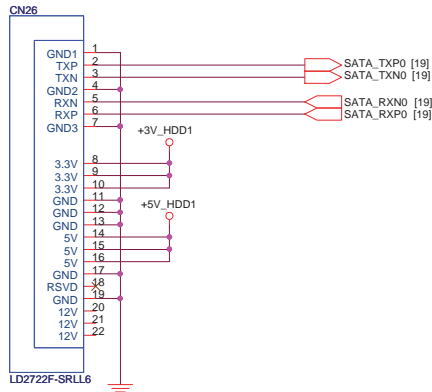 CN26
GND1 1
TXP 2 SATA_TXP0 [19]
TXN 3 SATA_TXN0 [19]
GND2 4
RXN 5 SATA_RXN0 [19]
RXP 6 SATA_RXP0 [19]
GND3 7
+3V_HDD1
3.3V 8
3.3V 9
3.3V 10
GND 11
GND 12
GND 13
+5V_HDD1
5V 14
5V 15
5V 16
GND 17
RSVD 18
GND 19
12V 20
12V 21
12V 22
LD2722F-SRLL6